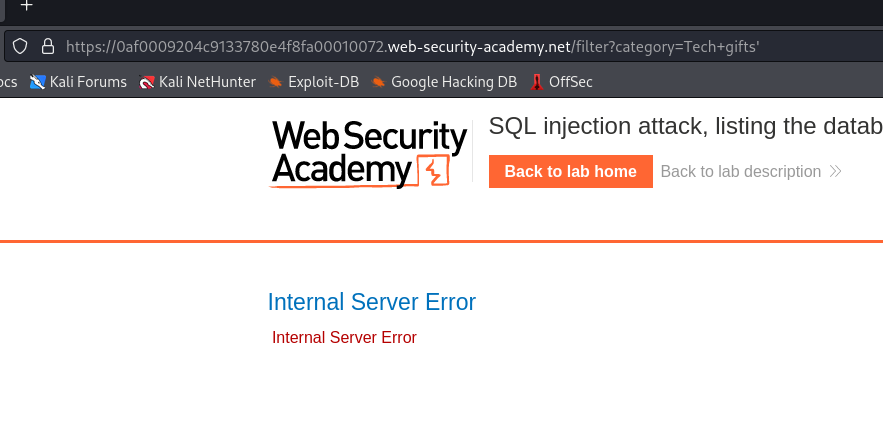 https://0af0009204c9133780e4f8fa00010072.web-security-academy.net/filter?category=Tech+gifts'
ocs Kali Forums Kali NetHunter Exploit-DB Google Hacking DB OffSec
Web Security
Academy
SQL injection attack, listing the datab
Back to lab home Back to lab description
Internal Server Error
Internal Server Error